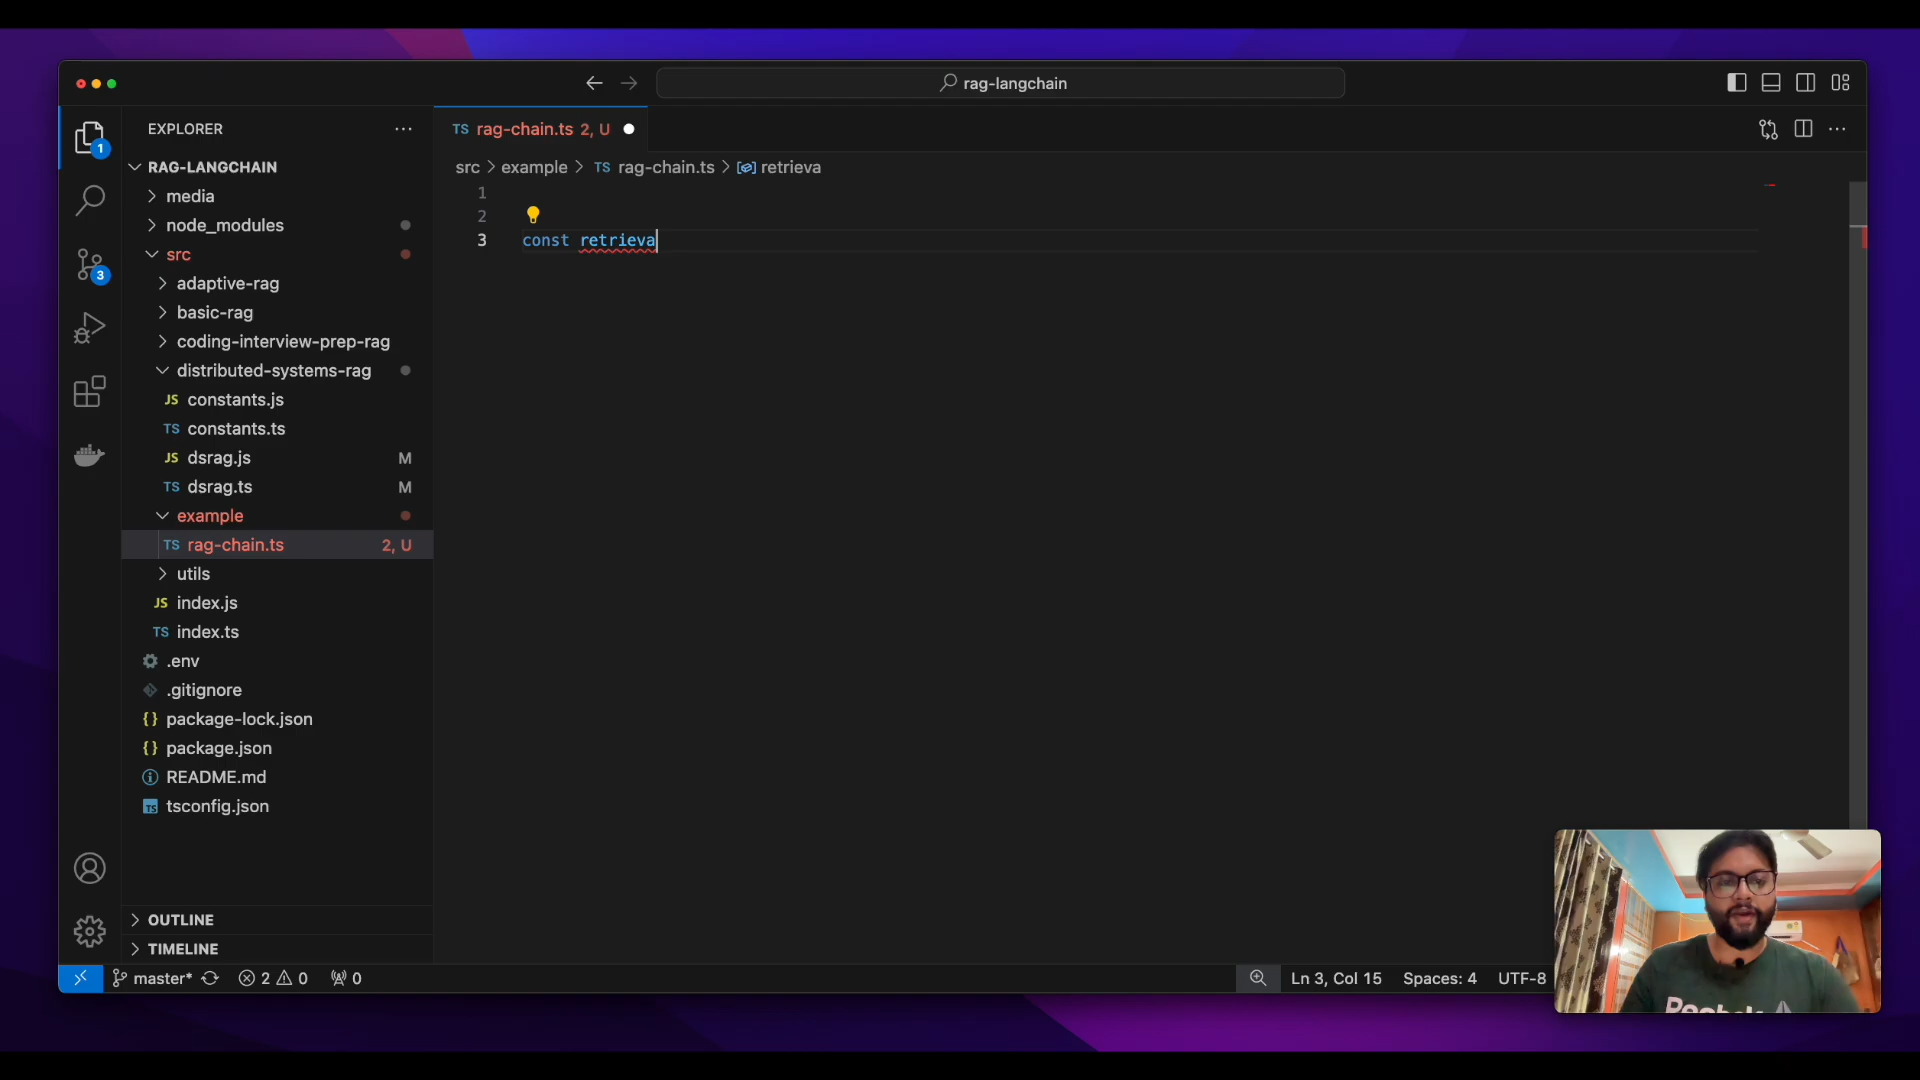 rag-langchain
EXPLORER
TS rag-chain.ts 2, U
src > example > TS rag-chain.ts > retrieva
RAG-LANGCHAIN
media
node_modules
src
adaptive-rag
basic-rag
coding-interview-prep-rag
distributed-systems-rag
JS constants.js
TS constants.ts
JS dsrag.js M
TS dsrag.ts M
example
TS rag-chain.ts 2, U
utils
JS index.js
TS index.ts
.env
.gitignore
{} package-lock.json
{} package.json
README.md
TS tsconfig.json
OUTLINE
TIMELINE
1
3
1
2
3 const retrieva
master* 2 0 0
Ln 3, Col 15 Spaces: 4 UTF-8